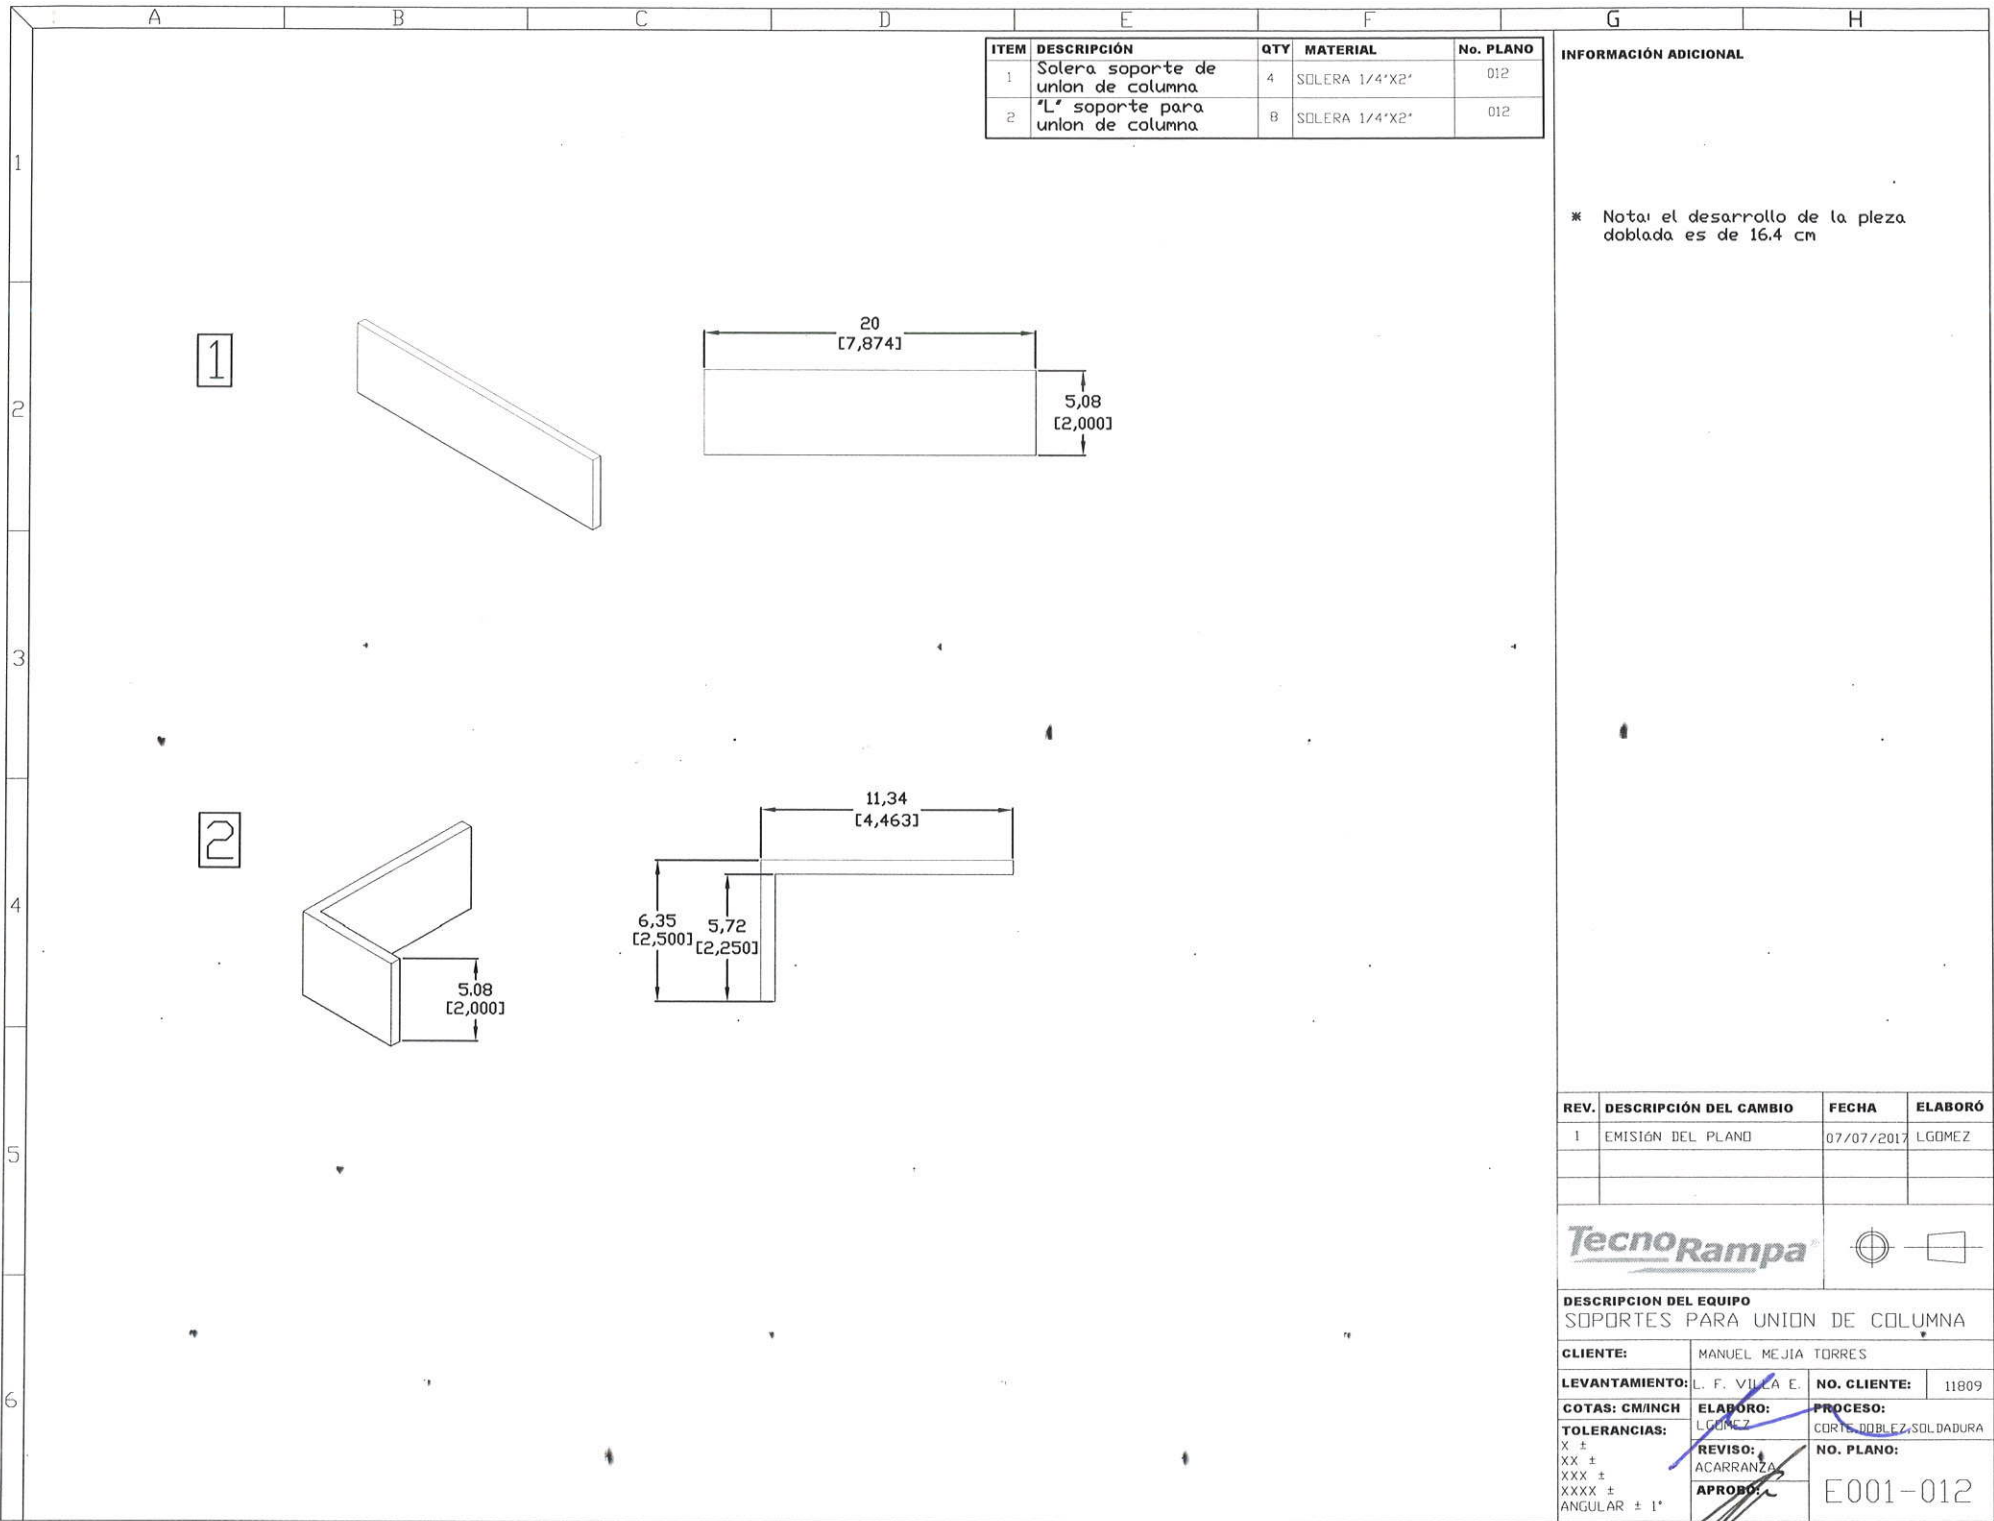 A B C D E F G H
ITEM DESCRIPCIÓN QTY MATERIAL No. PLANO
1 Solera soporte de union de columna 4 SOLERA 1/4"X2" 012
2 "L" soporte para union de columna 8 SOLERA 1/4"X2" 012
INFORMACIÓN ADICIONAL
* Nota: el desarrollo de la pieza
doblada es de 16.4 cm
1
2
3
4
5
6
1
20
[7,874]
5,08
[2,000]
2
5.08
[2,000]
11,34
[4,463]
6,35
[2,500]
5,72
[2,250]
REV. DESCRIPCIÓN DEL CAMBIO FECHA ELABORÓ
1 EMISIÓN DEL PLANO 07/07/2017 LGOMEZ
TecnoRampa
DESCRIPCION DEL EQUIPO
SOPORTES PARA UNION DE COLUMNA
CLIENTE: MANUEL MEJIA TORRES
LEVANTAMIENTO: L. F. VILLA E. NO. CLIENTE: 11809
COTAS: CM/INCH
ELABORO:
LGOMEZ
PROCESO:
CORTE,DOBLEZ,SOLDADURA
TOLERANCIAS:
X ±
XX ±
XXX ±
XXXX ±
ANGULAR ± 1°
REVISO:
ACARRANZA
APROBO:
NO. PLANO:
E001-012